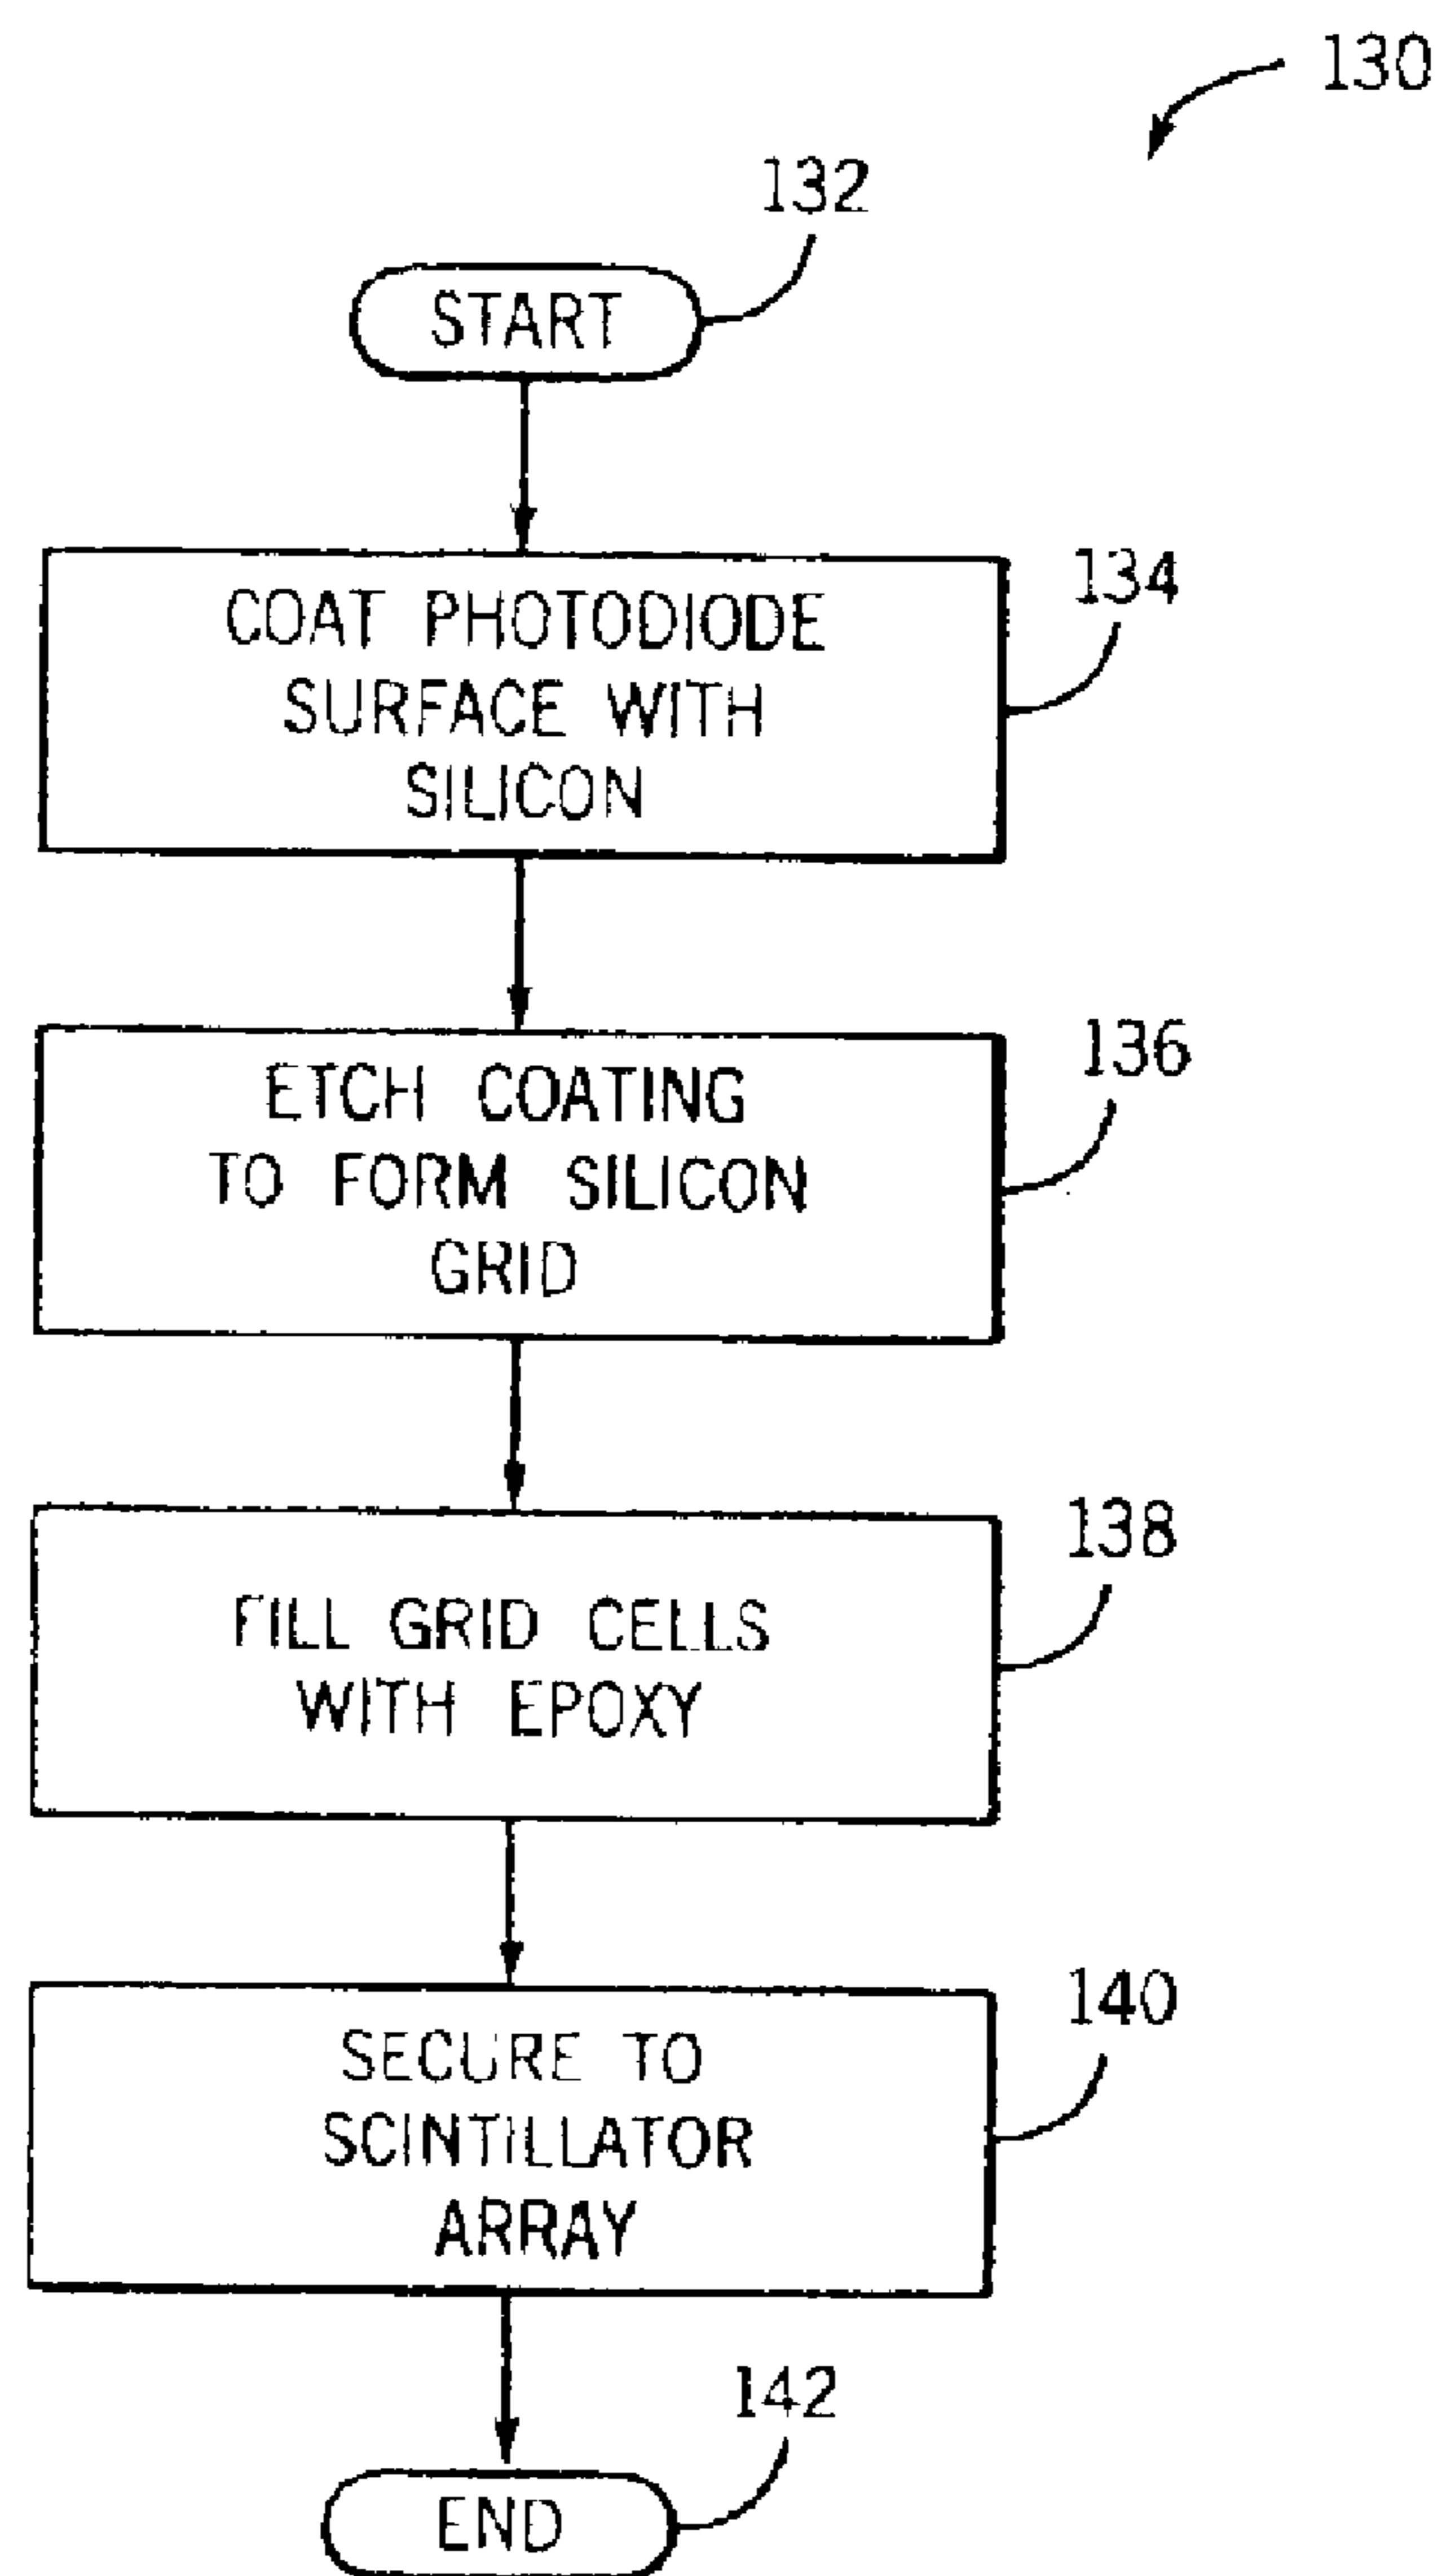 130
132
START
COAT PHOTODIODE
SURFACE WITH
SILICON
134
ETCH COATING
TO FORM SILICON
GRID
136
FILL GRID CELLS
WITH EPOXY
138
SECURE TO
SCINTILLATOR
ARRAY
140
END
142